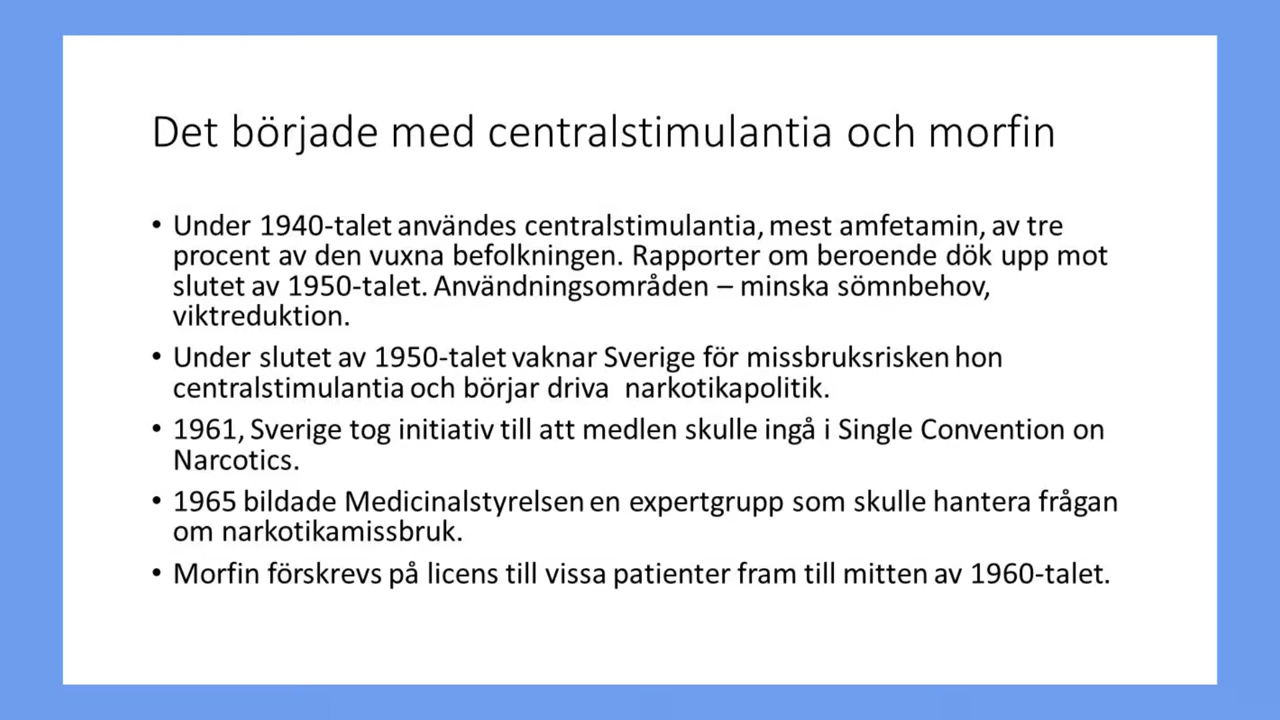 Det började med centralstimulantia och morfin
• Under 1940-talet användes centralstimulantia, mest amfetamin, av tre
procent av den vuxna befolkningen. Rapporter om beroende dök upp mot
slutet av 1950-talet. Användningsområden – minska sömnbehov,
viktreduktion.
• Under slutet av 1950-talet vaknar Sverige för missbruksrisken hon
centralstimulantia och börjar driva  narkotikapolitik.
• 1961, Sverige tog initiativ till att medlen skulle ingå i Single Convention on
Narcotics.
• 1965 bildade Medicinalstyrelsen en expertgrupp som skulle hantera frågan
om narkotikamissbruk.
• Morfin förskrevs på licens till vissa patienter fram till mitten av 1960-talet.